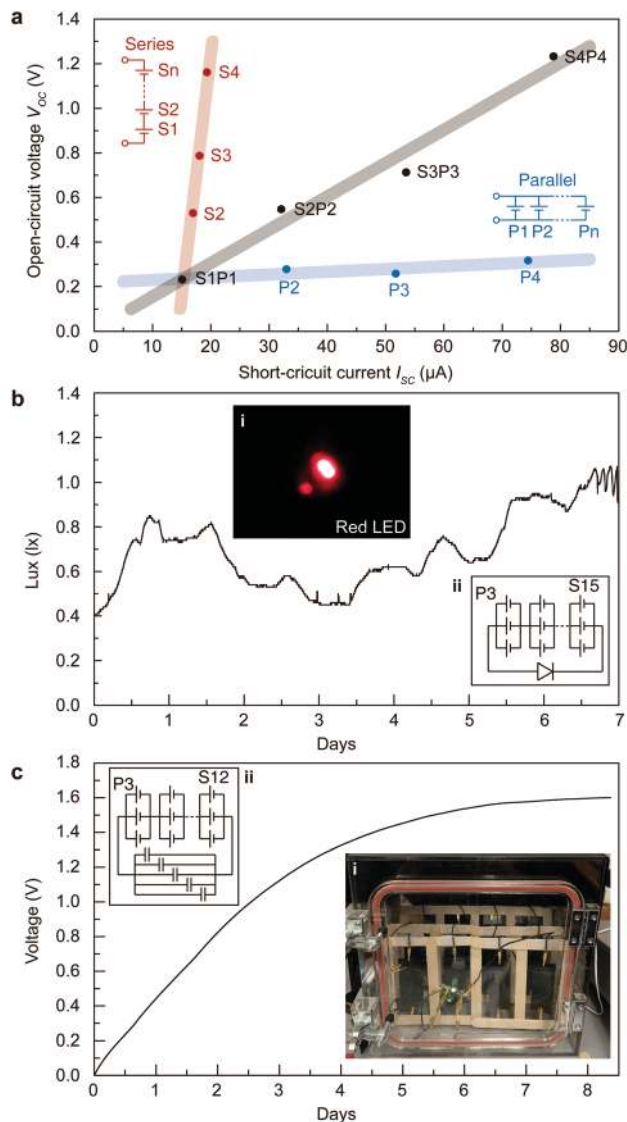 a
1.4
1.2
1.0
0.8
0.6
0.4
0.2
0.0
Open-circuit voltage VOC (V)
Series
Sn
S2
S1
S4
S3
S2
S4P4
S3P3
S2P2
S1P1
Parallel
P1 P2 Pn
P2
P3
P4
0 10 20 30 40 50 60 70 80 90
Short-cricuit current ISC (µA)
b
1.4
1.2
1.0
0.8
0.6
0.4
0.2
0.0
Lux (lx)
i
Red LED
ii
P3
S15
0 1 2 3 4 5 6 7
Days
c
1.8
1.6
1.4
1.2
1.0
0.8
0.6
0.4
0.2
0.0
Voltage (V)
P3
S12
ii
i
0 1 2 3 4 5 6 7 8
Days